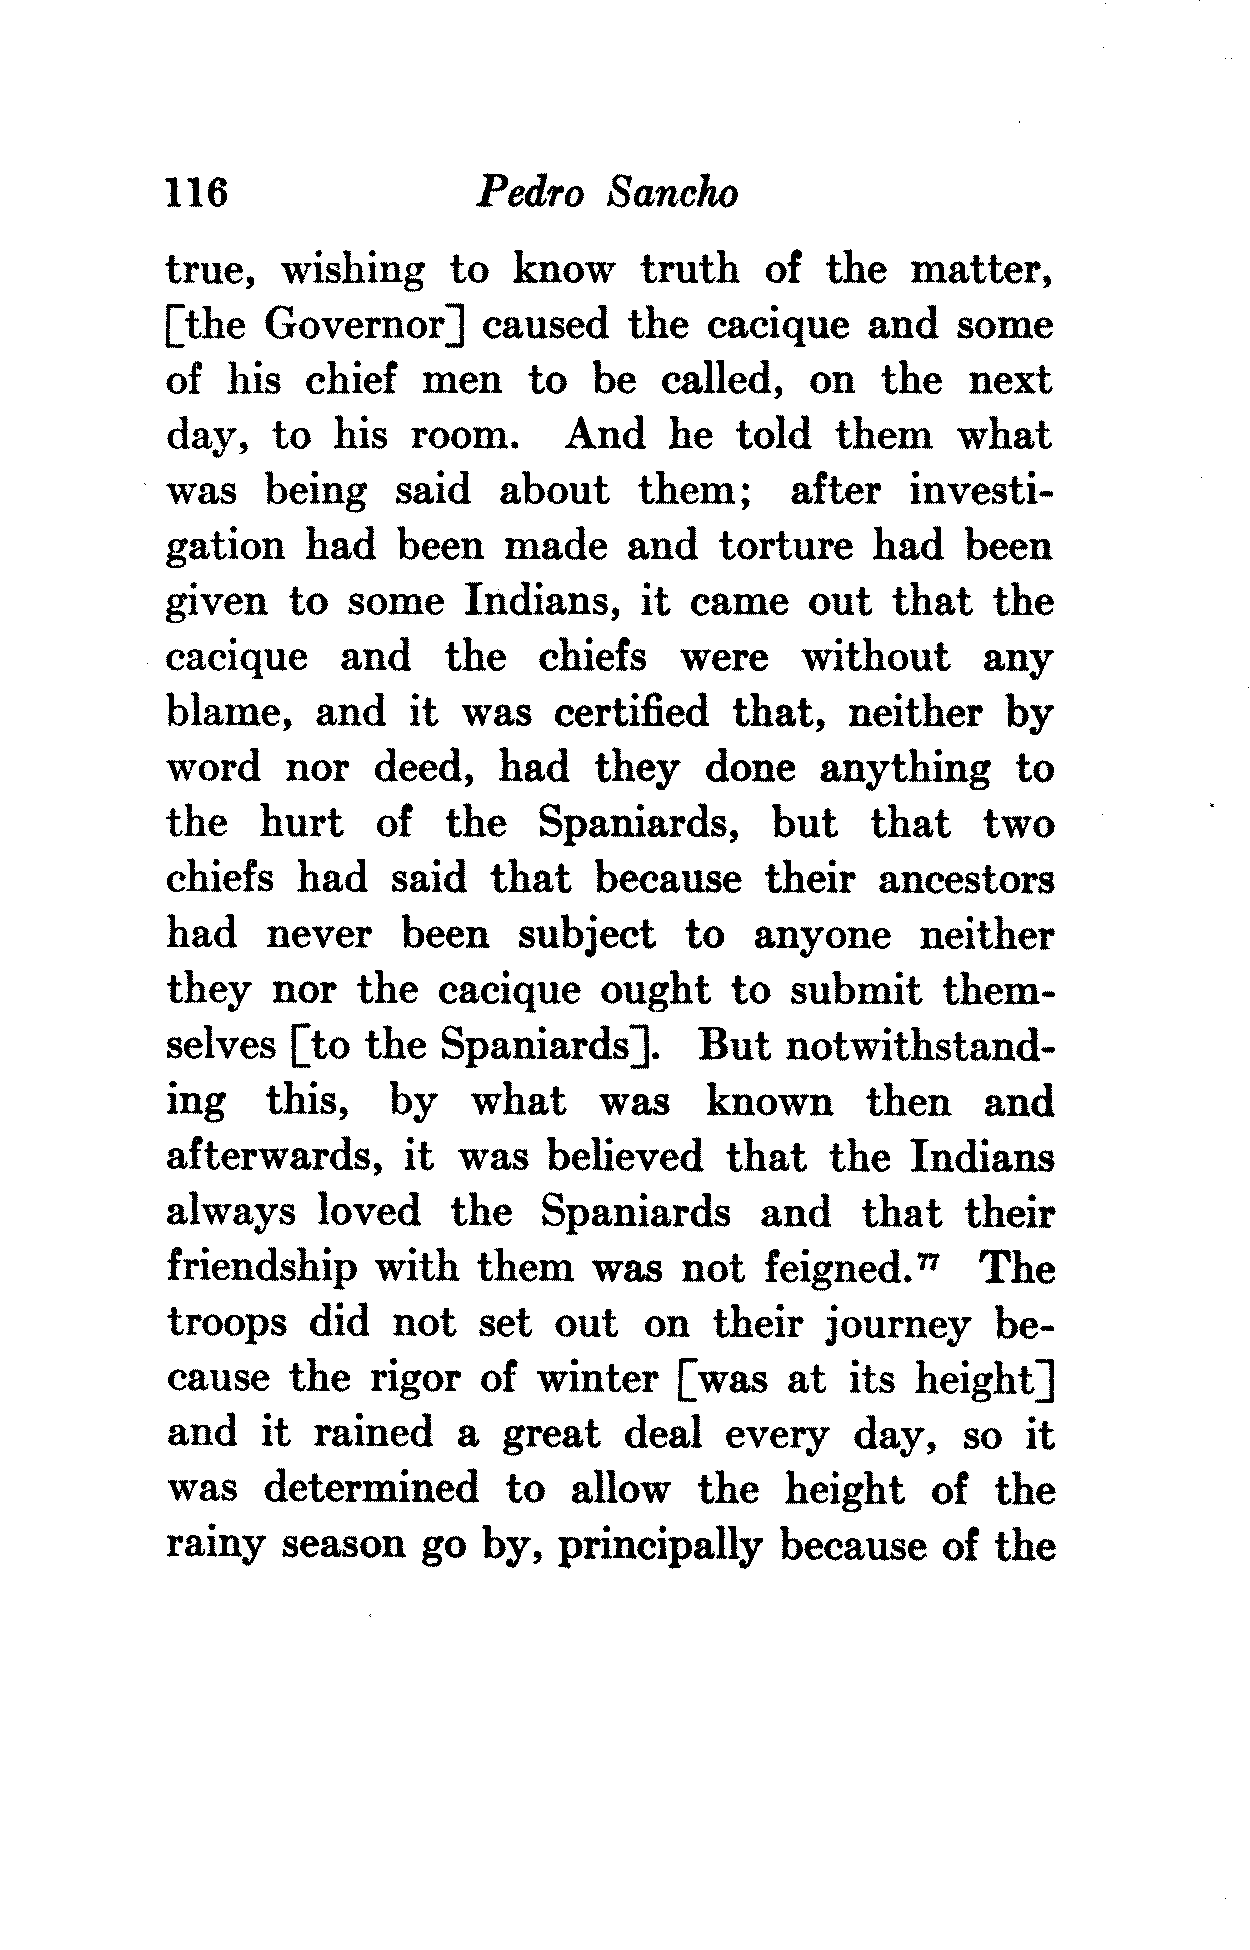 116 Pedro Sancho
true, wishing to know truth of the matter,
[the Governor] caused the cacique and some
of his chief men to be called, on the next
day, to his room. And he told them what
was being said about them; after investi-
gation had been made and torture had been
given to some Indians, it came out that the
cacique and the chiefs were without any
blame, and it was certified that, neither by
word nor deed, had they done anything to
the hurt of the Spaniards, but that two
chiefs had said that because their ancestors
had never been subject to anyone neither
they nor the cacique ought to submit them-
selves [to the Spaniards]. But notwithstand-
ing this, by what was known then and
afterwards, it was believed that the Indians
always loved the Spaniards and that their
friendship with them was not feigned.⁷⁷ The
troops did not set out on their journey be-
cause the rigor of winter [was at its height]
and it rained a great deal every day, so it
was determined to allow the height of the
rainy season go by, principally because of the